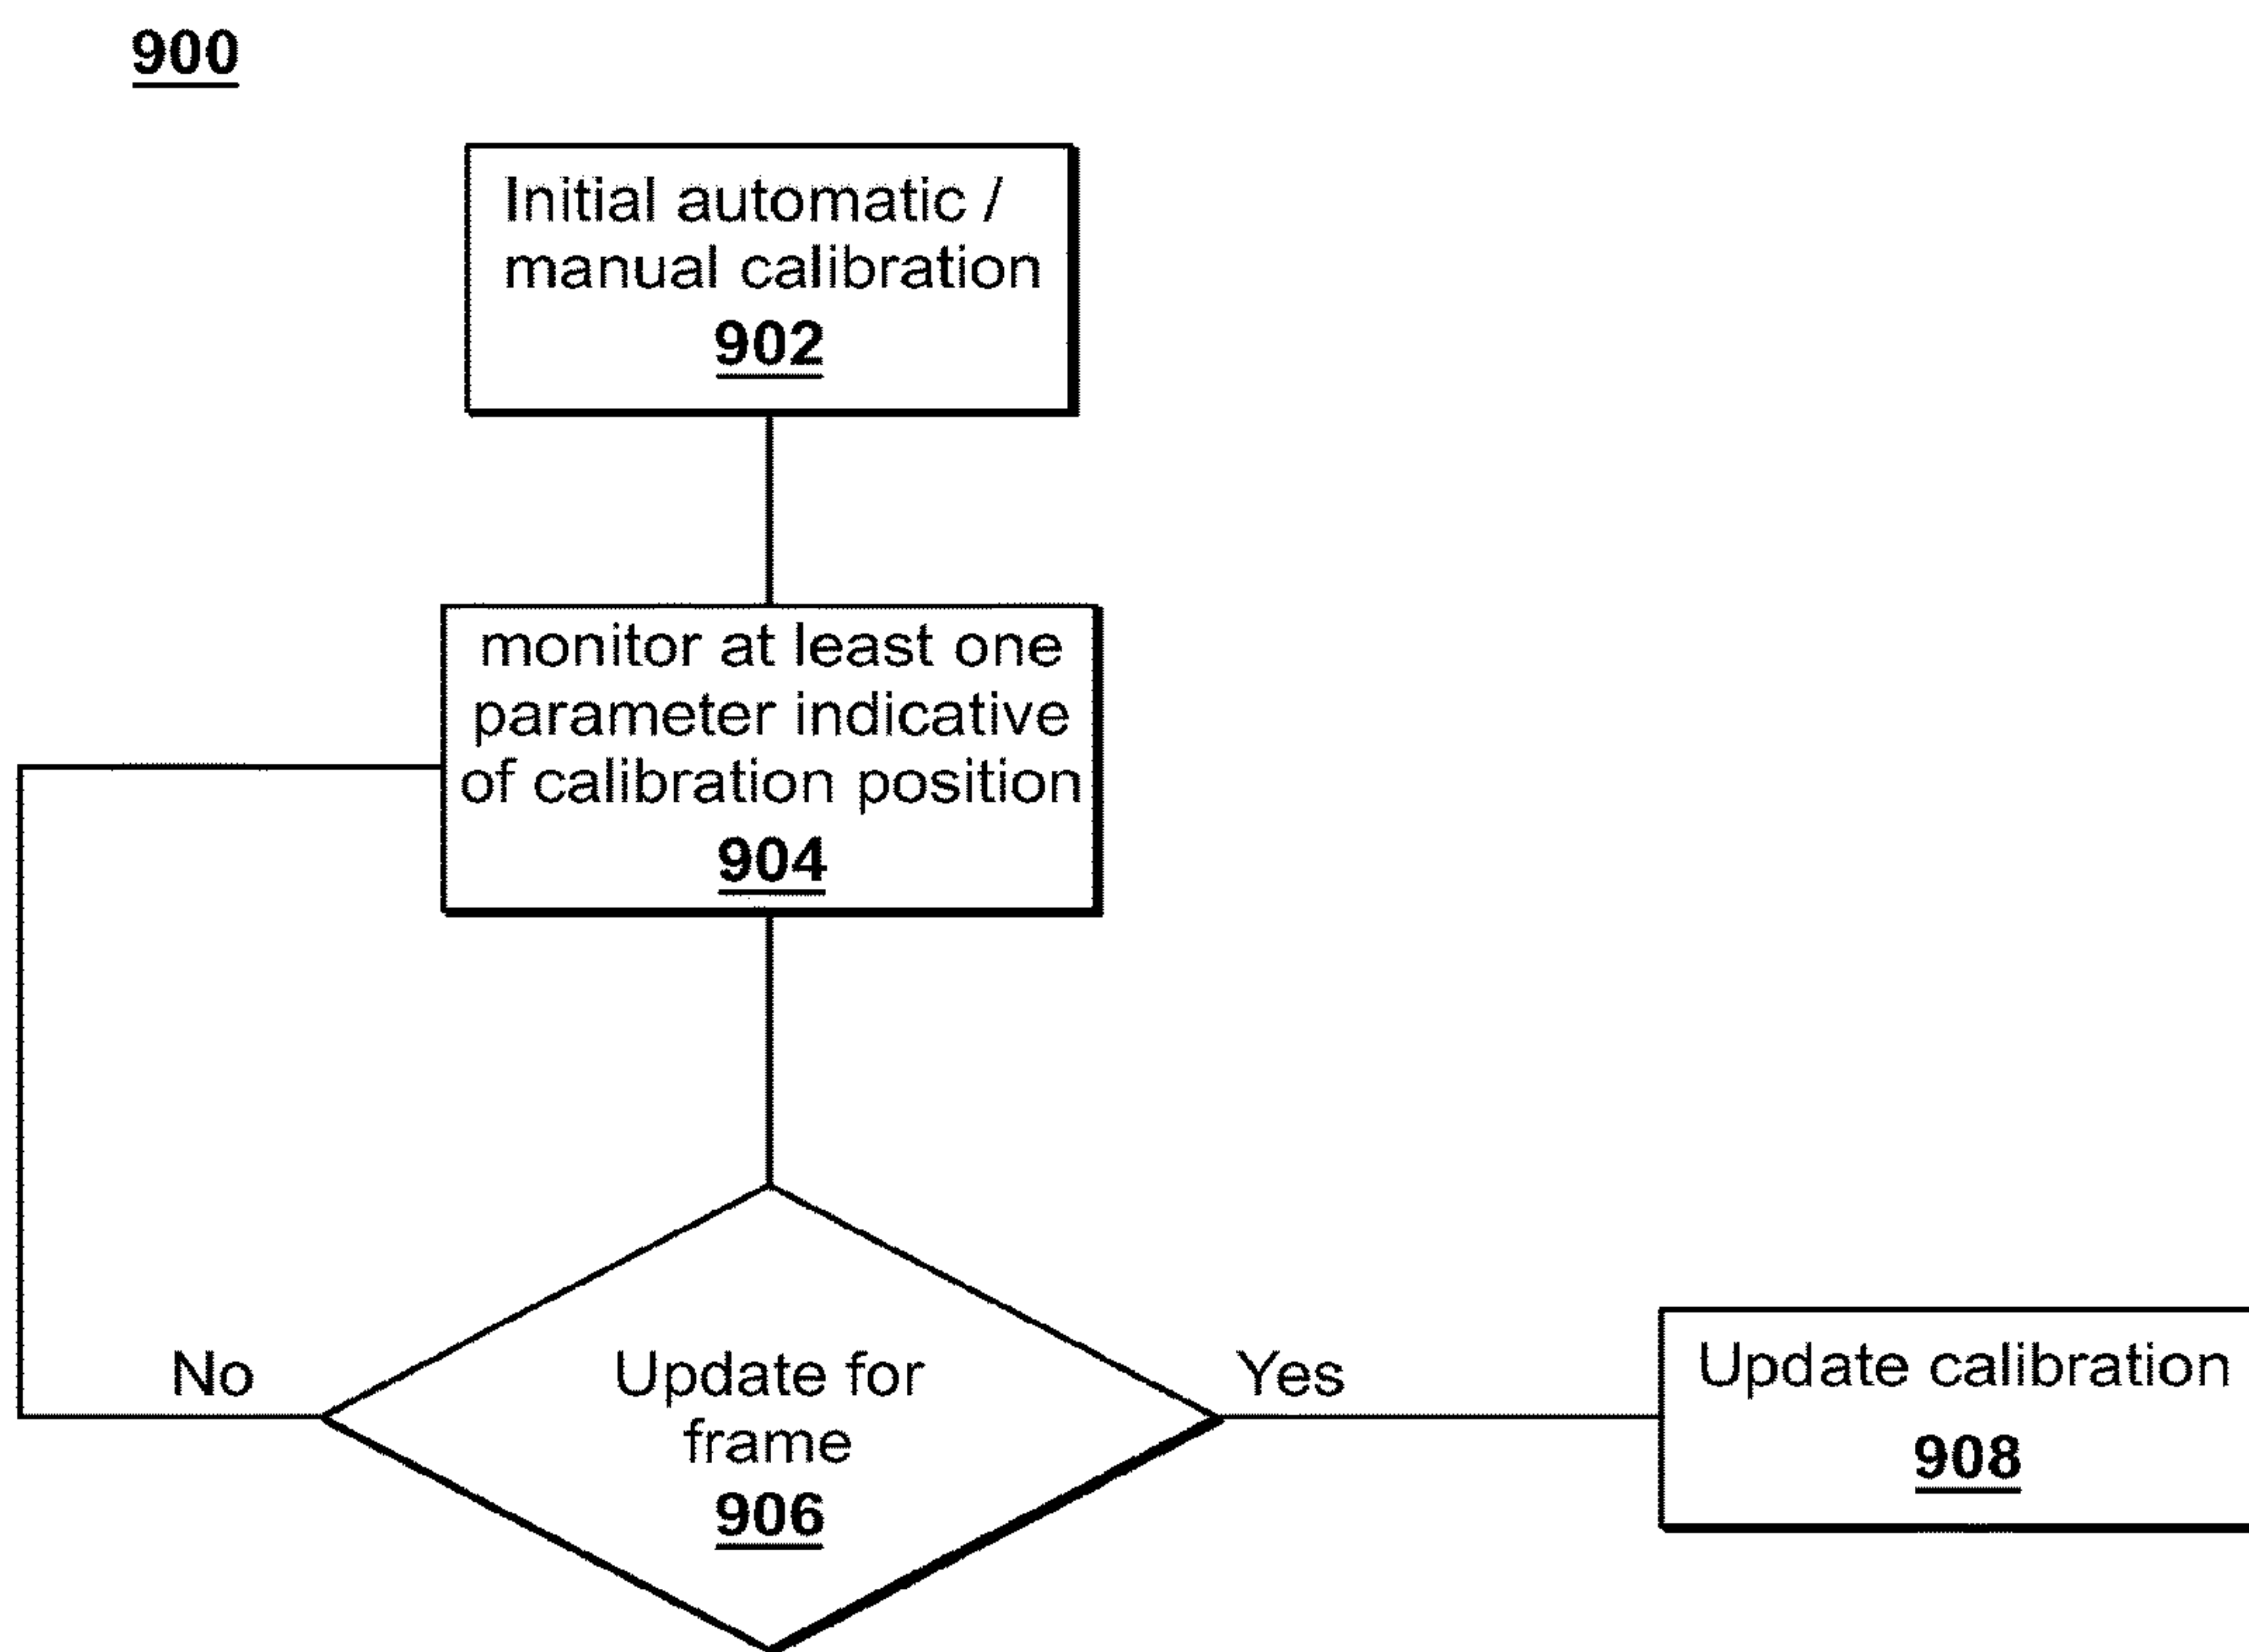 900
Initial automatic /
manual calibration
902
monitor at least one
parameter indicative
of calibration position
904
No
Update for
frame
906
Yes
Update calibration
908